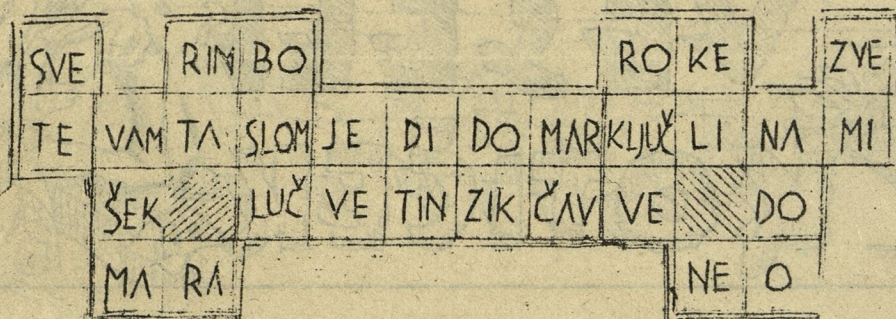 SVE RIM BO RO KE ZVE
TE VAM TA SLOM JE DI DO MAR KLJUČ LI NA MI
ŠEK LUČ VE TIN ZIK ČAV VE DO
MA RA NE O